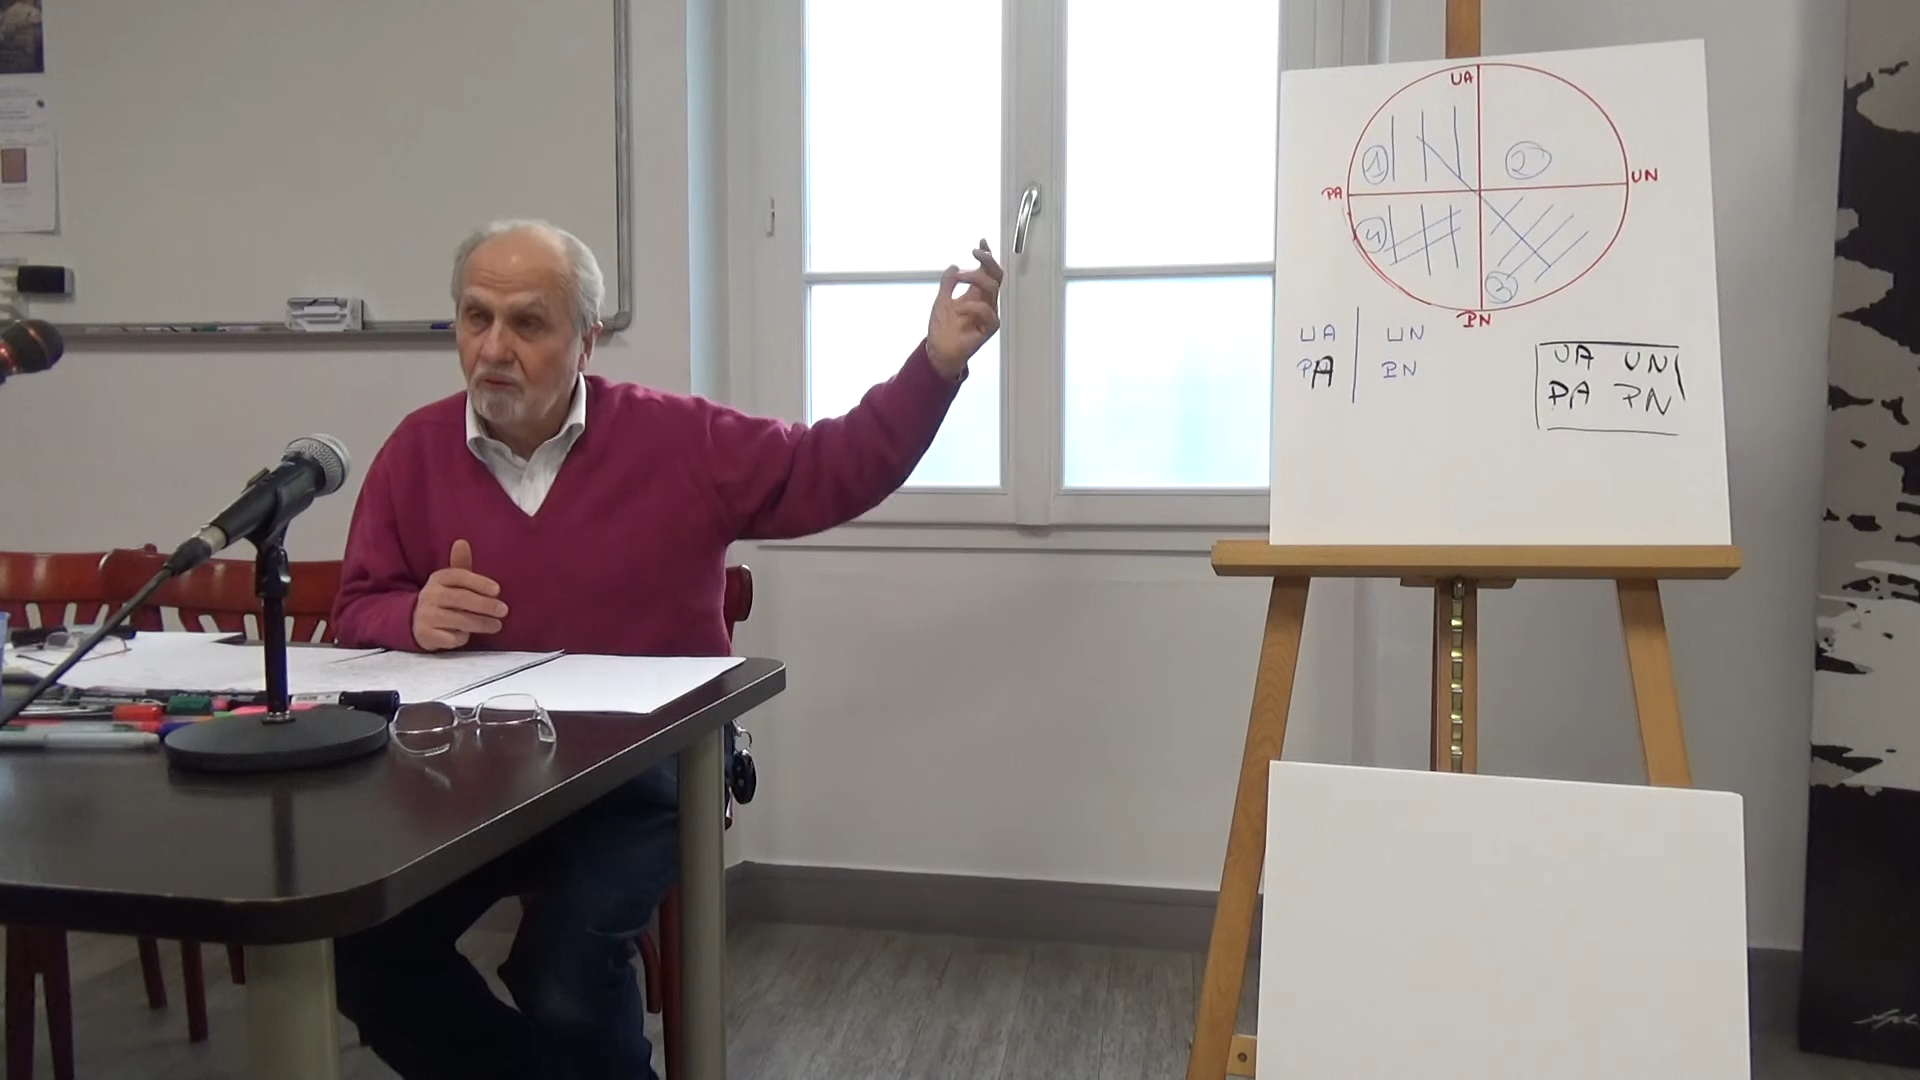 UA
1 2
PA UN
4 3
PN
UA UN
PA PN
UA UN
PA PN